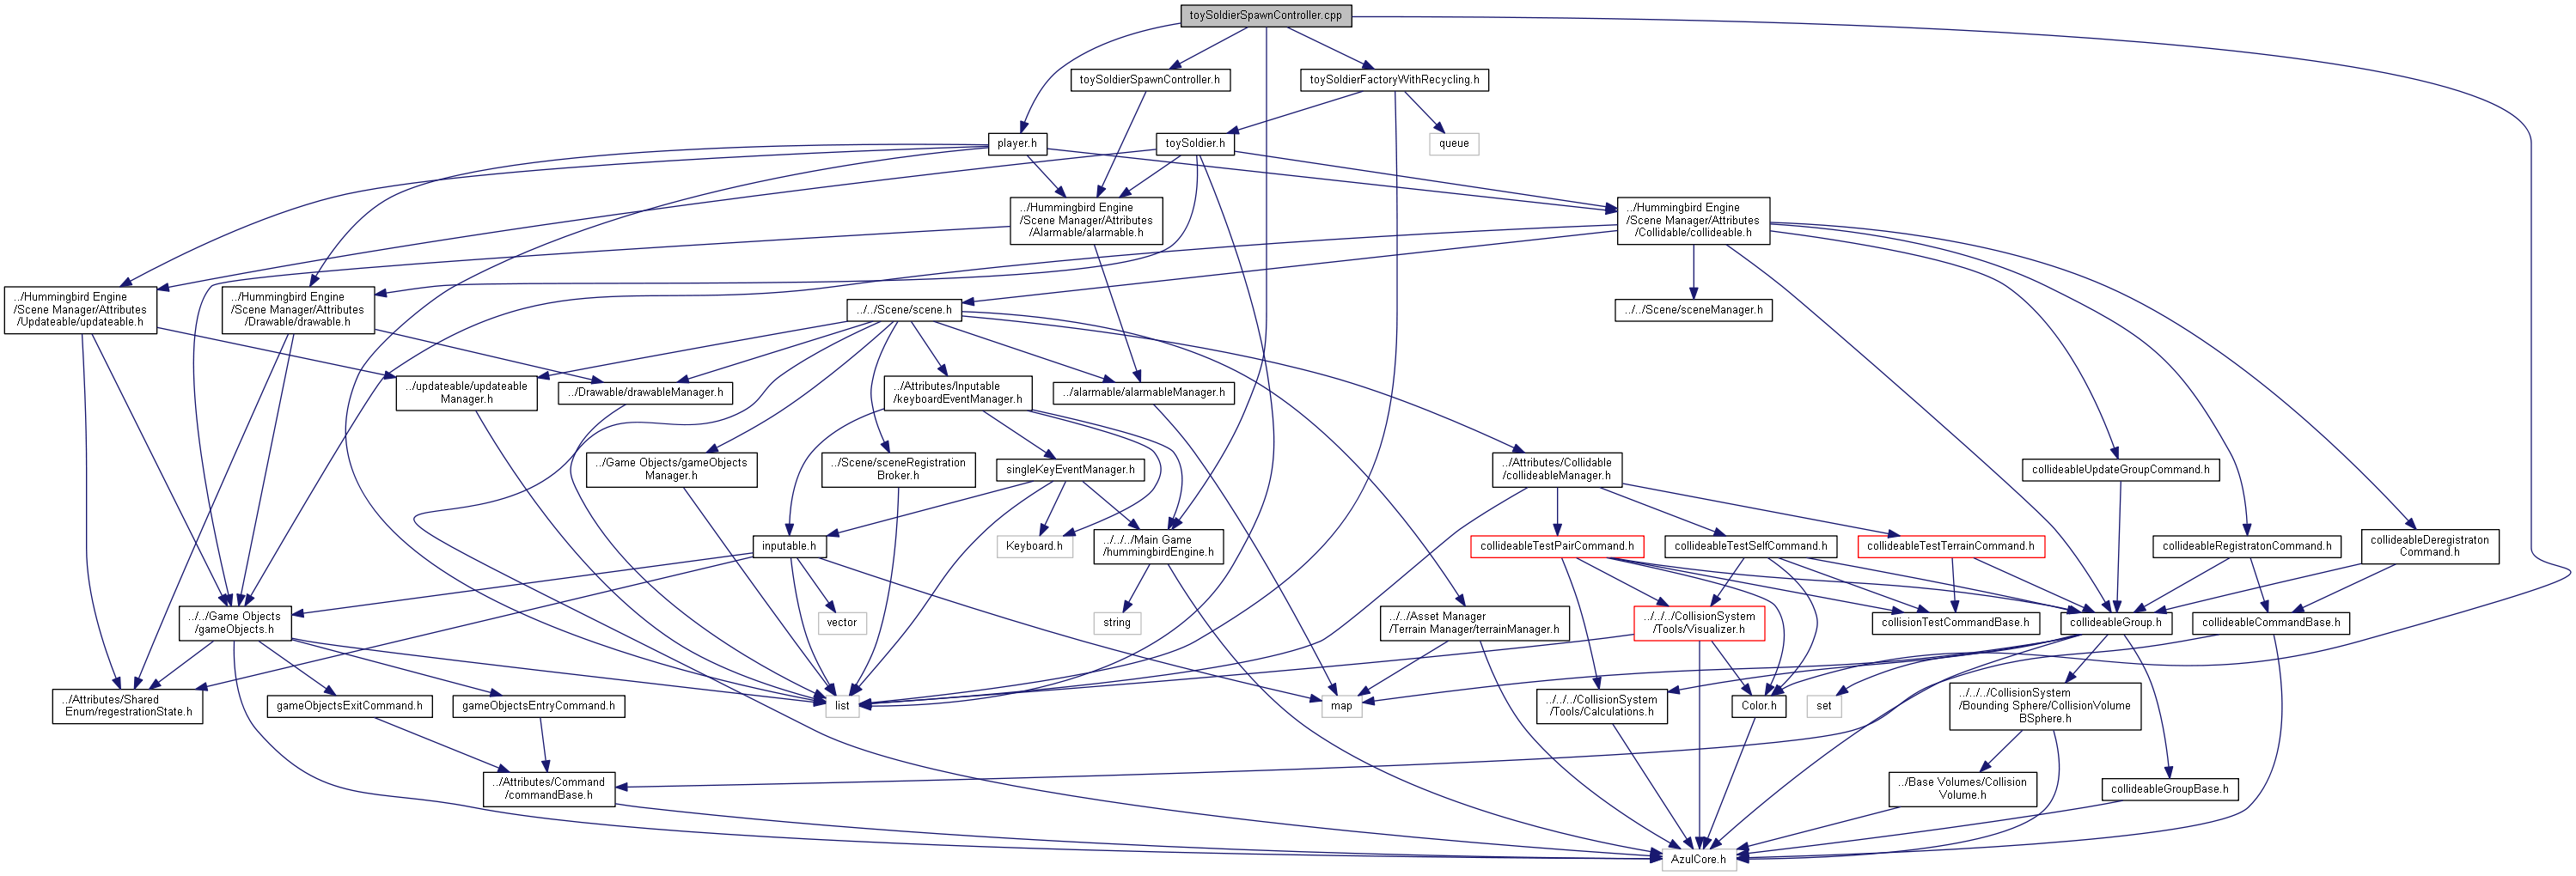 toySoldierSpawnController.cpp
toySoldierSpawnController.h
toySoldierFactoryWithRecycling.h
player.h
toySoldier.h
queue
../Hummingbird Engine
/Scene Manager/Attributes
/Alarmable/alarmable.h
../Hummingbird Engine
/Scene Manager/Attributes
/Collidable/collideable.h
../Hummingbird Engine
/Scene Manager/Attributes
/Updateable/updateable.h
../Hummingbird Engine
/Scene Manager/Attributes
/Drawable/drawable.h
../../Scene/scene.h
../../Scene/sceneManager.h
../updateable/updateable
Manager.h
../Drawable/drawableManager.h
../Attributes/Inputable
/keyboardEventManager.h
../alarmable/alarmableManager.h
../Game Objects/gameObjects
Manager.h
../Scene/sceneRegistration
Broker.h
singleKeyEventManager.h
../Attributes/Collidable
/collideableManager.h
collideableUpdateGroupCommand.h
inputable.h
Keyboard.h
../../../Main Game
/hummingbirdEngine.h
collideableTestPairCommand.h
collideableTestSelfCommand.h
collideableTestTerrainCommand.h
collideableRegistratonCommand.h
collideableDeregistraton
Command.h
../../Game Objects
/gameObjects.h
vector
string
../../Asset Manager
/Terrain Manager/terrainManager.h
../../../CollisionSystem
/Tools/Visualizer.h
collisionTestCommandBase.h
collideableGroup.h
collideableCommandBase.h
../Attributes/Shared
Enum/regestrationState.h
gameObjectsExitCommand.h
gameObjectsEntryCommand.h
list
map
../../../CollisionSystem
/Tools/Calculations.h
Color.h
set
../../../CollisionSystem
/Bounding Sphere/CollisionVolume
BSphere.h
../Attributes/Command
/commandBase.h
../Base Volumes/Collision
Volume.h
collideableGroupBase.h
AzulCore.h